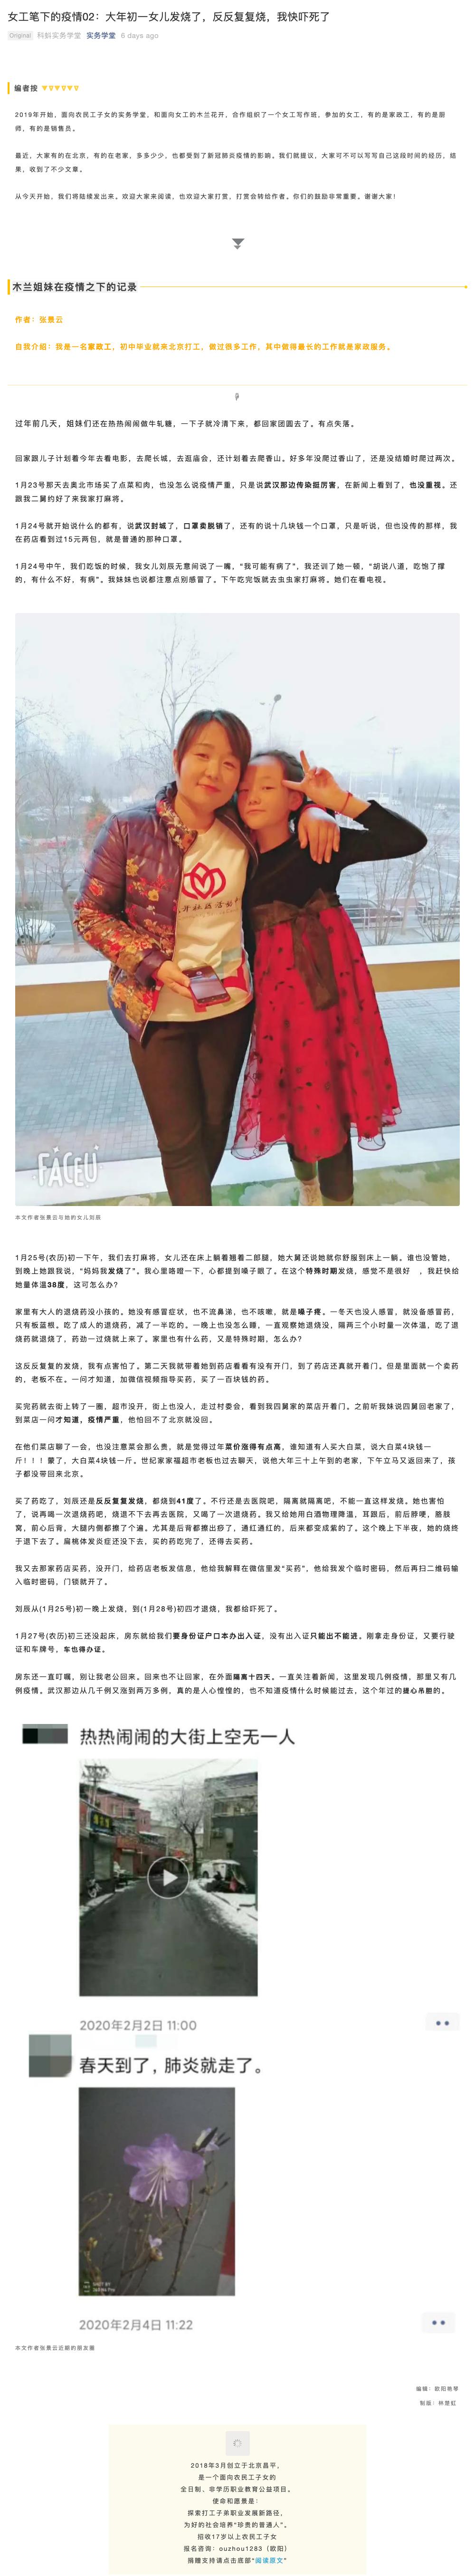 女工笔下的疫情02：大年初一女儿发烧了，反反复复烧，我快吓死了
Original 科蚪实务学堂 实务学堂 6 days ago
编者按
2019年开始，面向农民工子女的实务学堂，和面向女工的木兰花开，合作组织了一个女工写作班，参加的女工，有的是家政工，有的是厨
师，有的是销售员。
最近，大家有的在北京，有的在老家，多多少少，也都受到了新冠肺炎疫情的影响。我们就提议，大家可不可以写写自己这段时间的经历，结
果，收到了不少文章。
从今天开始，我们将陆续发出来。欢迎大家来阅读，也欢迎大家打赏，打赏会转给作者。你们的鼓励非常重要。谢谢大家！
木兰姐妹在疫情之下的记录
作者：张景云
自我介绍：我是一名家政工，初中毕业就来北京打工，做过很多工作，其中做得最长的工作就是家政服务。
过年前几天，姐妹们还在热热闹闹做牛轧糖，一下子就冷清下来，都回家团圆去了。有点失落。
回家跟儿子计划着今年去看电影，去爬长城，去逛庙会，还计划着去爬香山。好多年没爬过香山了，还是没结婚时爬过两次。
1月23号那天去奥北市场买了点菜和肉，也没怎么说疫情严重，只是说武汉那边传染挺厉害，在新闻上看到了，也没重视。还
跟我二舅约好了来我家打麻将。
1月24号就开始说什么的都有，说武汉封城了，口罩卖脱销了，还有的说十几块钱一个口罩，只是听说，但也没传的那样，我
在药店看到过15元两包，就是普通的那种口罩。
1月24号中午，我们吃饭的时候，我女儿刘辰无意间说了一嘴，“我可能有病了”，我还训了她一顿，“胡说八道，吃饱了撑
的，有什么不好，有病”。我妹妹也说都注意点别感冒了。下午吃完饭就去虫虫家打麻将。她们在看电视。
FACEU
本文作者张景云与她的女儿刘辰
1月25号(农历)初一下午，我们去打麻将，女儿还在床上躺着翘着二郎腿，她大舅还说她就你舒服到床上一躺。谁也没管她，
到晚上她跟我说，“妈妈我发烧了”。我心里咯噔一下，心都提到嗓子眼了。在这个特殊时期发烧，感觉不是很好 ，我赶快给
她量体温38度，这可怎么办？
家里有大人的退烧药没小孩的。她没有感冒症状，也不流鼻涕，也不咳嗽，就是嗓子疼。一冬天也没人感冒，就没备感冒药，
只有板蓝根。吃了成人的退烧药，减了一半吃的。一晚上也没怎么睡，一直观察她退烧没，隔两三个小时量一次体温，吃了退
烧药就退烧了，药劲一过烧就上来了。家里也有什么药，又是特殊时期，怎么办？
这反反复复的发烧，我有点害怕了。第二天我就带着她到药店看看有没有开门，到了药店还真就开着门。但是里面就一个卖药
的，老板不在。一问才知道，加微信视频指导买药，买了一百块钱的药。
买完药就去街上转了一圈，超市没开，街上也没人，走过村委会，看到我四舅家的菜店开着门。之前听我妹说四舅回老家了，
到菜店一问才知道，疫情严重，他怕回不了北京就没回。
在他们菜店聊了一会，也没注意菜会那么贵，就是觉得过年菜价涨得有点高，谁知道有人买大白菜，说大白菜4块钱一
斤！！！蒙了，大白菜4块钱一斤。世纪家家福超市老板也过去聊天，说他大年三十上午到的老家，下午立马又返回来了，孩
子都没带回来北京。
买了药吃了，刘辰还是反反复复发烧，都烧到41度了。不行还是去医院吧，隔离就隔离吧，不能一直这样发烧。她也害怕
了，说再喝一次退烧药吧，烧退不下去再去医院，又喝了一次退烧药。我又给她用白酒物理降温，耳跟后，前后脖哽，胳肢
窝，前心后背，大腿内侧都擦了个遍。尤其是后背都擦出痧了，通红通红的，后来都变成紫的了。这个晚上下半夜，她的烧终
于退下去了。扁桃体发炎症还没下去，买的药吃完了，还得去买药。
我又去那家药店买药，没开门，给药店老板发信息，他给我解释在微信里发“买药”，他给我发个临时密码，然后再扫二维码输
入临时密码，门锁就开了。
刘辰从(1月25号)初一晚上发烧，到(1月28号)初四才退烧，我都给吓死了。
1月27号(农历)初三还没起床，房东就给我们要身份证户口本办出入证，没有出入证只能出不能进。刚拿走身份证，又要行驶
证和车牌号，车也得办证。
房东还一直叮嘱，别让我老公回来。回来也不让回家，在外面隔离十四天。一直关注着新闻，这里发现几例疫情，那里又有几
例疫情。武汉那边从几千例又涨到两万多例，真的是人心惶惶的，也不知道疫情什么时候能过去，这个年过的提心吊胆的。
热热闹闹的大街上空无一人
2020年2月2日 11:00
春天到了，肺炎就走了。
2020年2月4日 11:22
本文作者张景云近期的朋友圈
编辑：欧阳艳琴
制版：林楚虹
2018年3月创立于北京昌平，
是一个面向农民工子女的
全日制、非学历职业教育公益项目。
使命和愿景是：
探索打工子弟职业发展新路径，
为好的社会培养“珍贵的普通人”。
招收17岁以上农民工子女
报名咨询：ouzhou1283（欧阳）
捐赠支持请点击底部“阅读原文”